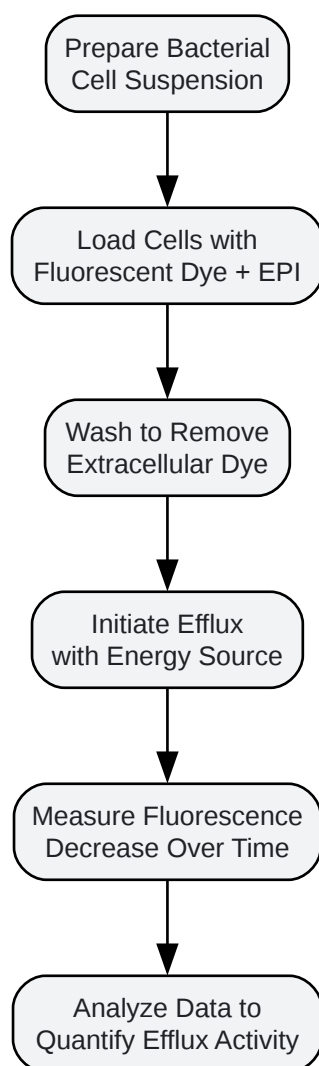 Prepare Bacterial
Cell Suspension
Load Cells with
Fluorescent Dye + EPI
Wash to Remove
Extracellular Dye
Initiate Efflux
with Energy Source
Measure Fluorescence
Decrease Over Time
Analyze Data to
Quantify Efflux Activity